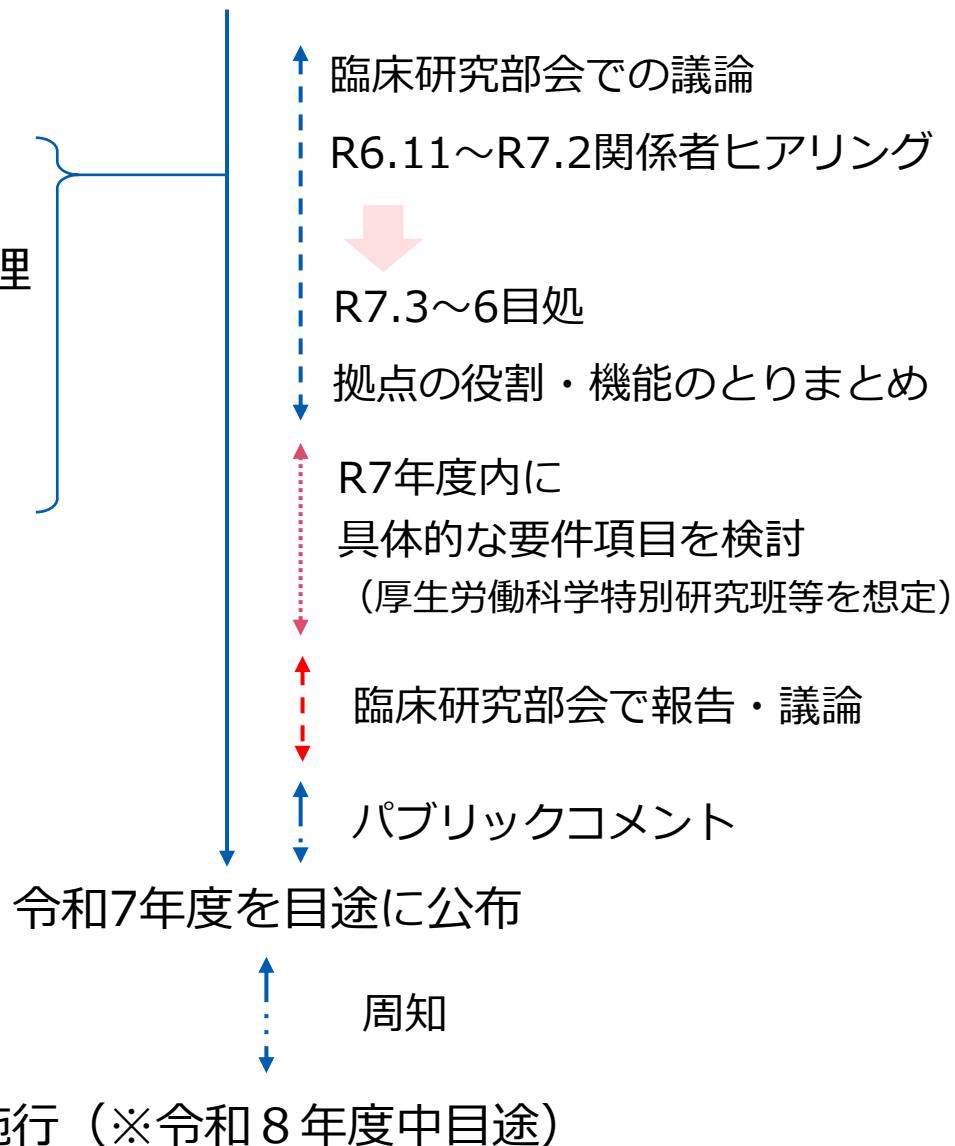 臨床研究部会での議論
R6.11～R7.2関係者ヒアリング
理
R7.3～6目処
拠点の役割・機能のとりまとめ
R7年度内に
具体的な要件項目を検討
（厚生労働科学特別研究班等を想定）
臨床研究部会で報告・議論
パブリックコメント
令和7年度を目途に公布
周知
施行（※令和８年度中目途）